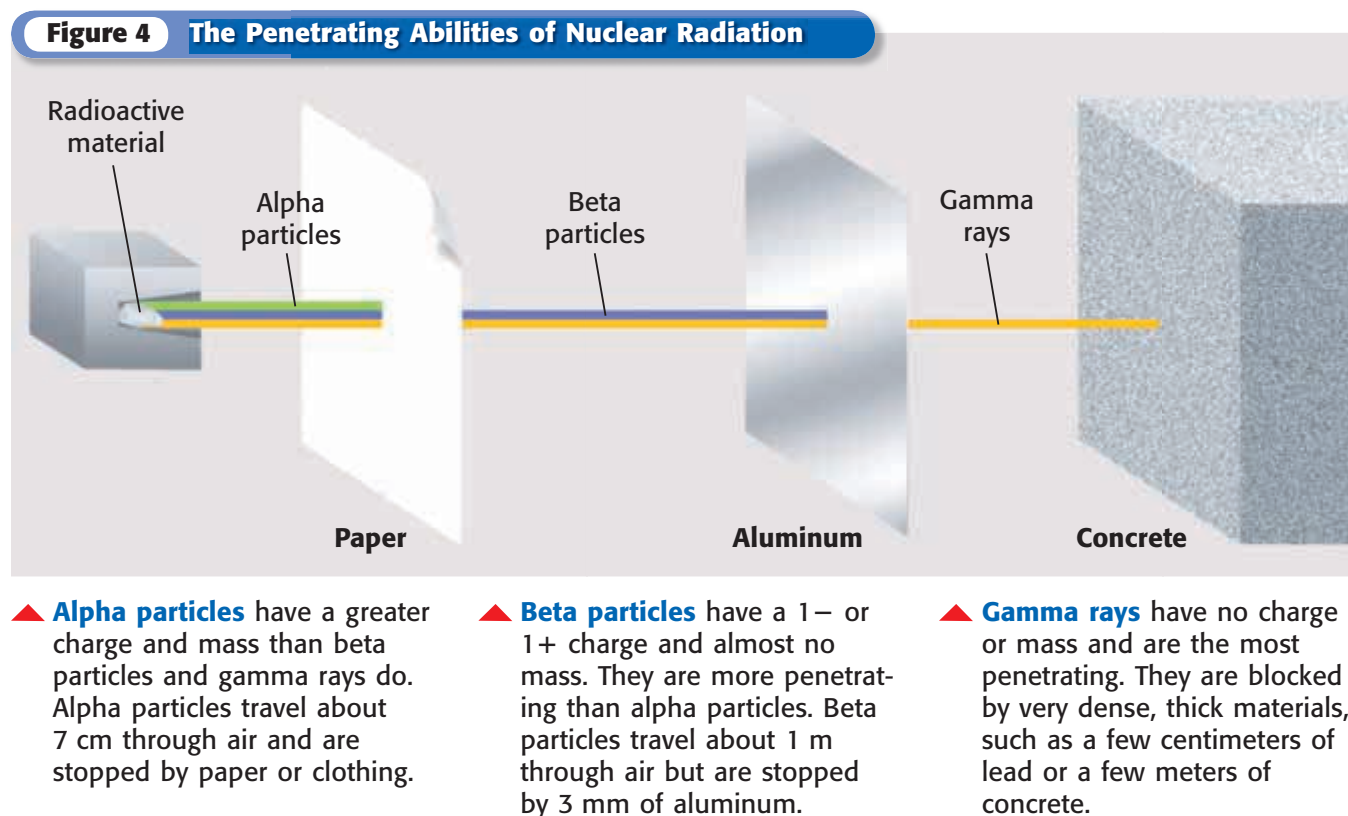 Figure 4 The Penetrating Abilities of Nuclear Radiation
Radioactive
material
Alpha
particles
Beta
particles
Gamma
rays
Paper
Aluminum
Concrete
Alpha particles have a greater
charge and mass than beta
particles and gamma rays do.
Alpha particles travel about
7 cm through air and are
stopped by paper or clothing.
Beta particles have a 1− or
1+ charge and almost no
mass. They are more penetrat-
ing than alpha particles. Beta
particles travel about 1 m
through air but are stopped
by 3 mm of aluminum.
Gamma rays have no charge
or mass and are the most
penetrating. They are blocked
by very dense, thick materials,
such as a few centimeters of
lead or a few meters of
concrete.